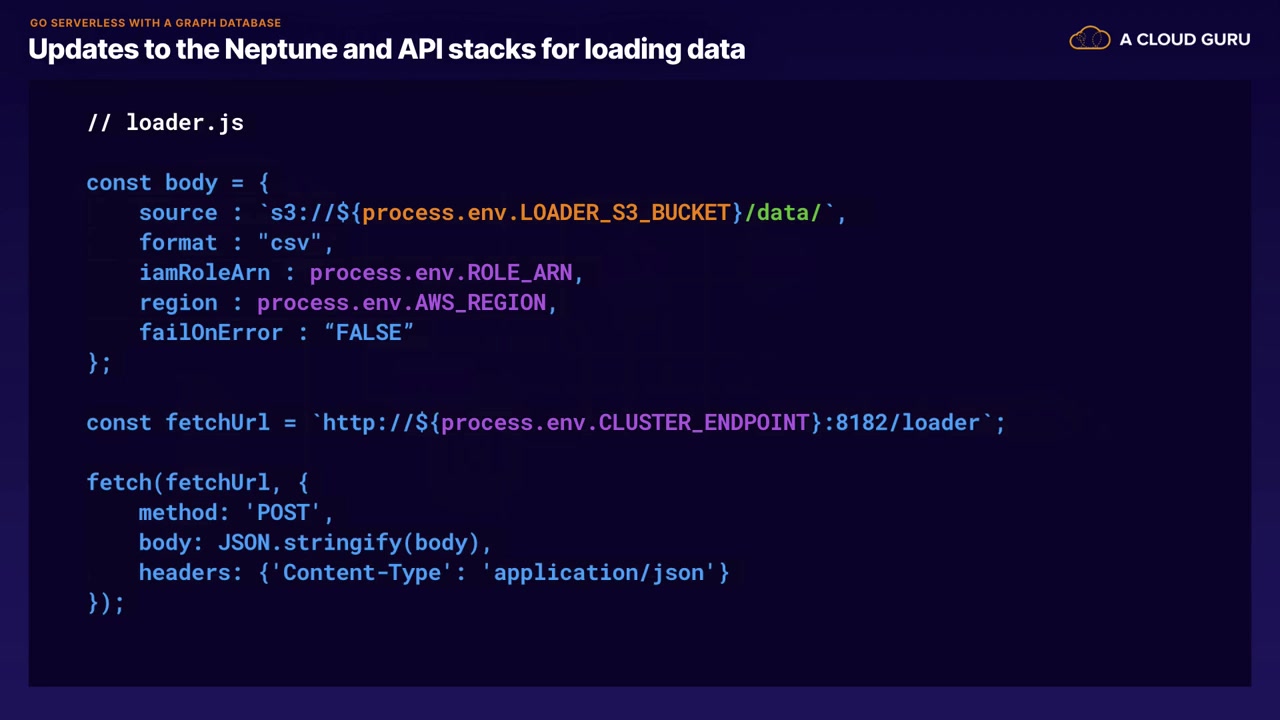 GO SERVERLESS WITH A GRAPH DATABASE
Updates to the Neptune and API stacks for loading data
A CLOUD GURU
// loader.js
const body = {
    source : `s3://${process.env.LOADER_S3_BUCKET}/data/`,
    format : "csv",
    iamRoleArn : process.env.ROLE_ARN,
    region : process.env.AWS_REGION,
    failOnError : “FALSE”
};
const fetchUrl = `http://${process.env.CLUSTER_ENDPOINT}:8182/loader`;
fetch(fetchUrl, {
    method: 'POST',
    body: JSON.stringify(body),
    headers: {'Content-Type': 'application/json'}
});